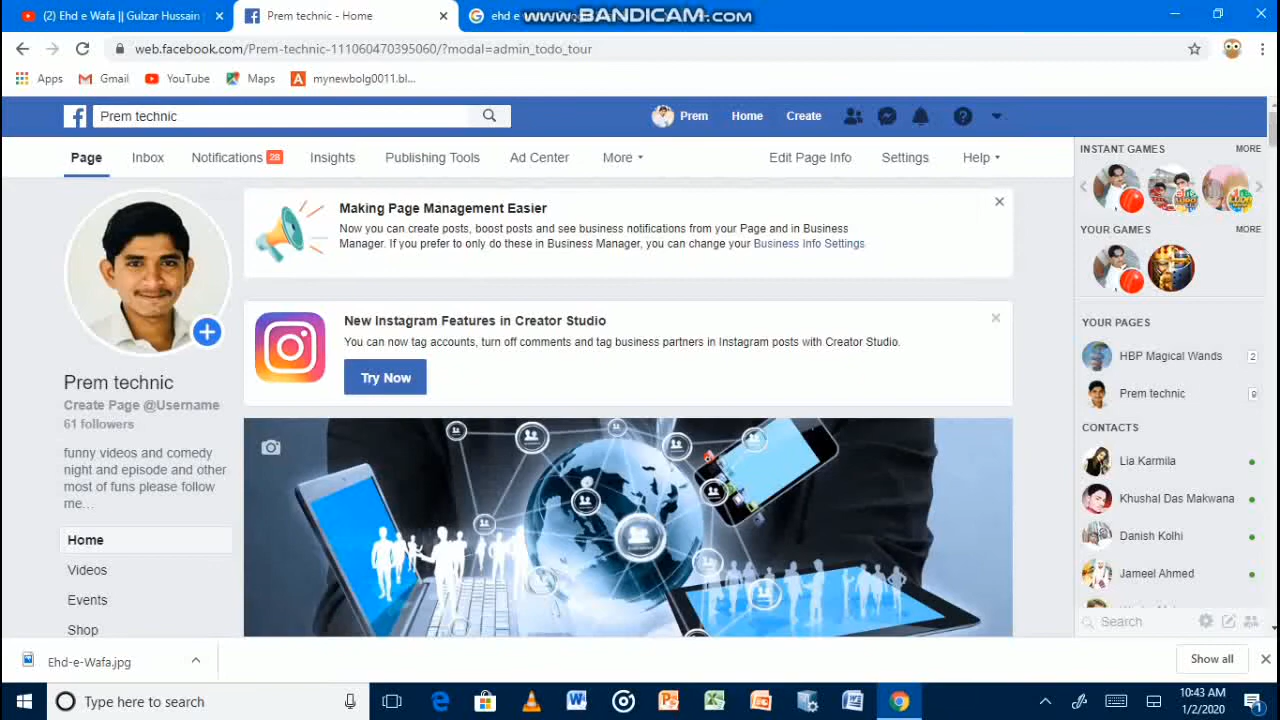 (2) Ehd e Wafa || Gulzar Hussain
Prem technic - Home
ehd e
www.BANDICAM.com
web.facebook.com/Prem-technic-111060470395060/?modal=admin_todo_tour
Apps
Gmail
YouTube
Maps
mynewbolg0011.bl...
Prem technic
Prem
Home
Create
Page
Inbox
Notifications 28
Insights
Publishing Tools
Ad Center
More
Edit Page Info
Settings
Help
INSTANT GAMES
MORE
YOUR GAMES
MORE
Making Page Management Easier
Now you can create posts, boost posts and see business notifications from your Page and in Business
Manager. If you prefer to only do these in Business Manager, you can change your Business Info Settings.
New Instagram Features in Creator Studio
You can now tag accounts, turn off comments and tag business partners in Instagram posts with Creator Studio.
Try Now
Prem technic
Create Page @Username
61 followers
funny videos and comedy
night and episode and other
most of funs please follow
me...
Home
Videos
Events
Shop
YOUR PAGES
HBP Magical Wands 2
Prem technic 9
CONTACTS
Lia Karmila
Khushal Das Makwana
Danish Kolhi
Jameel Ahmed
Search
Ehd-e-Wafa.jpg
Show all
Type here to search
10:43 AM
1/2/2020
1